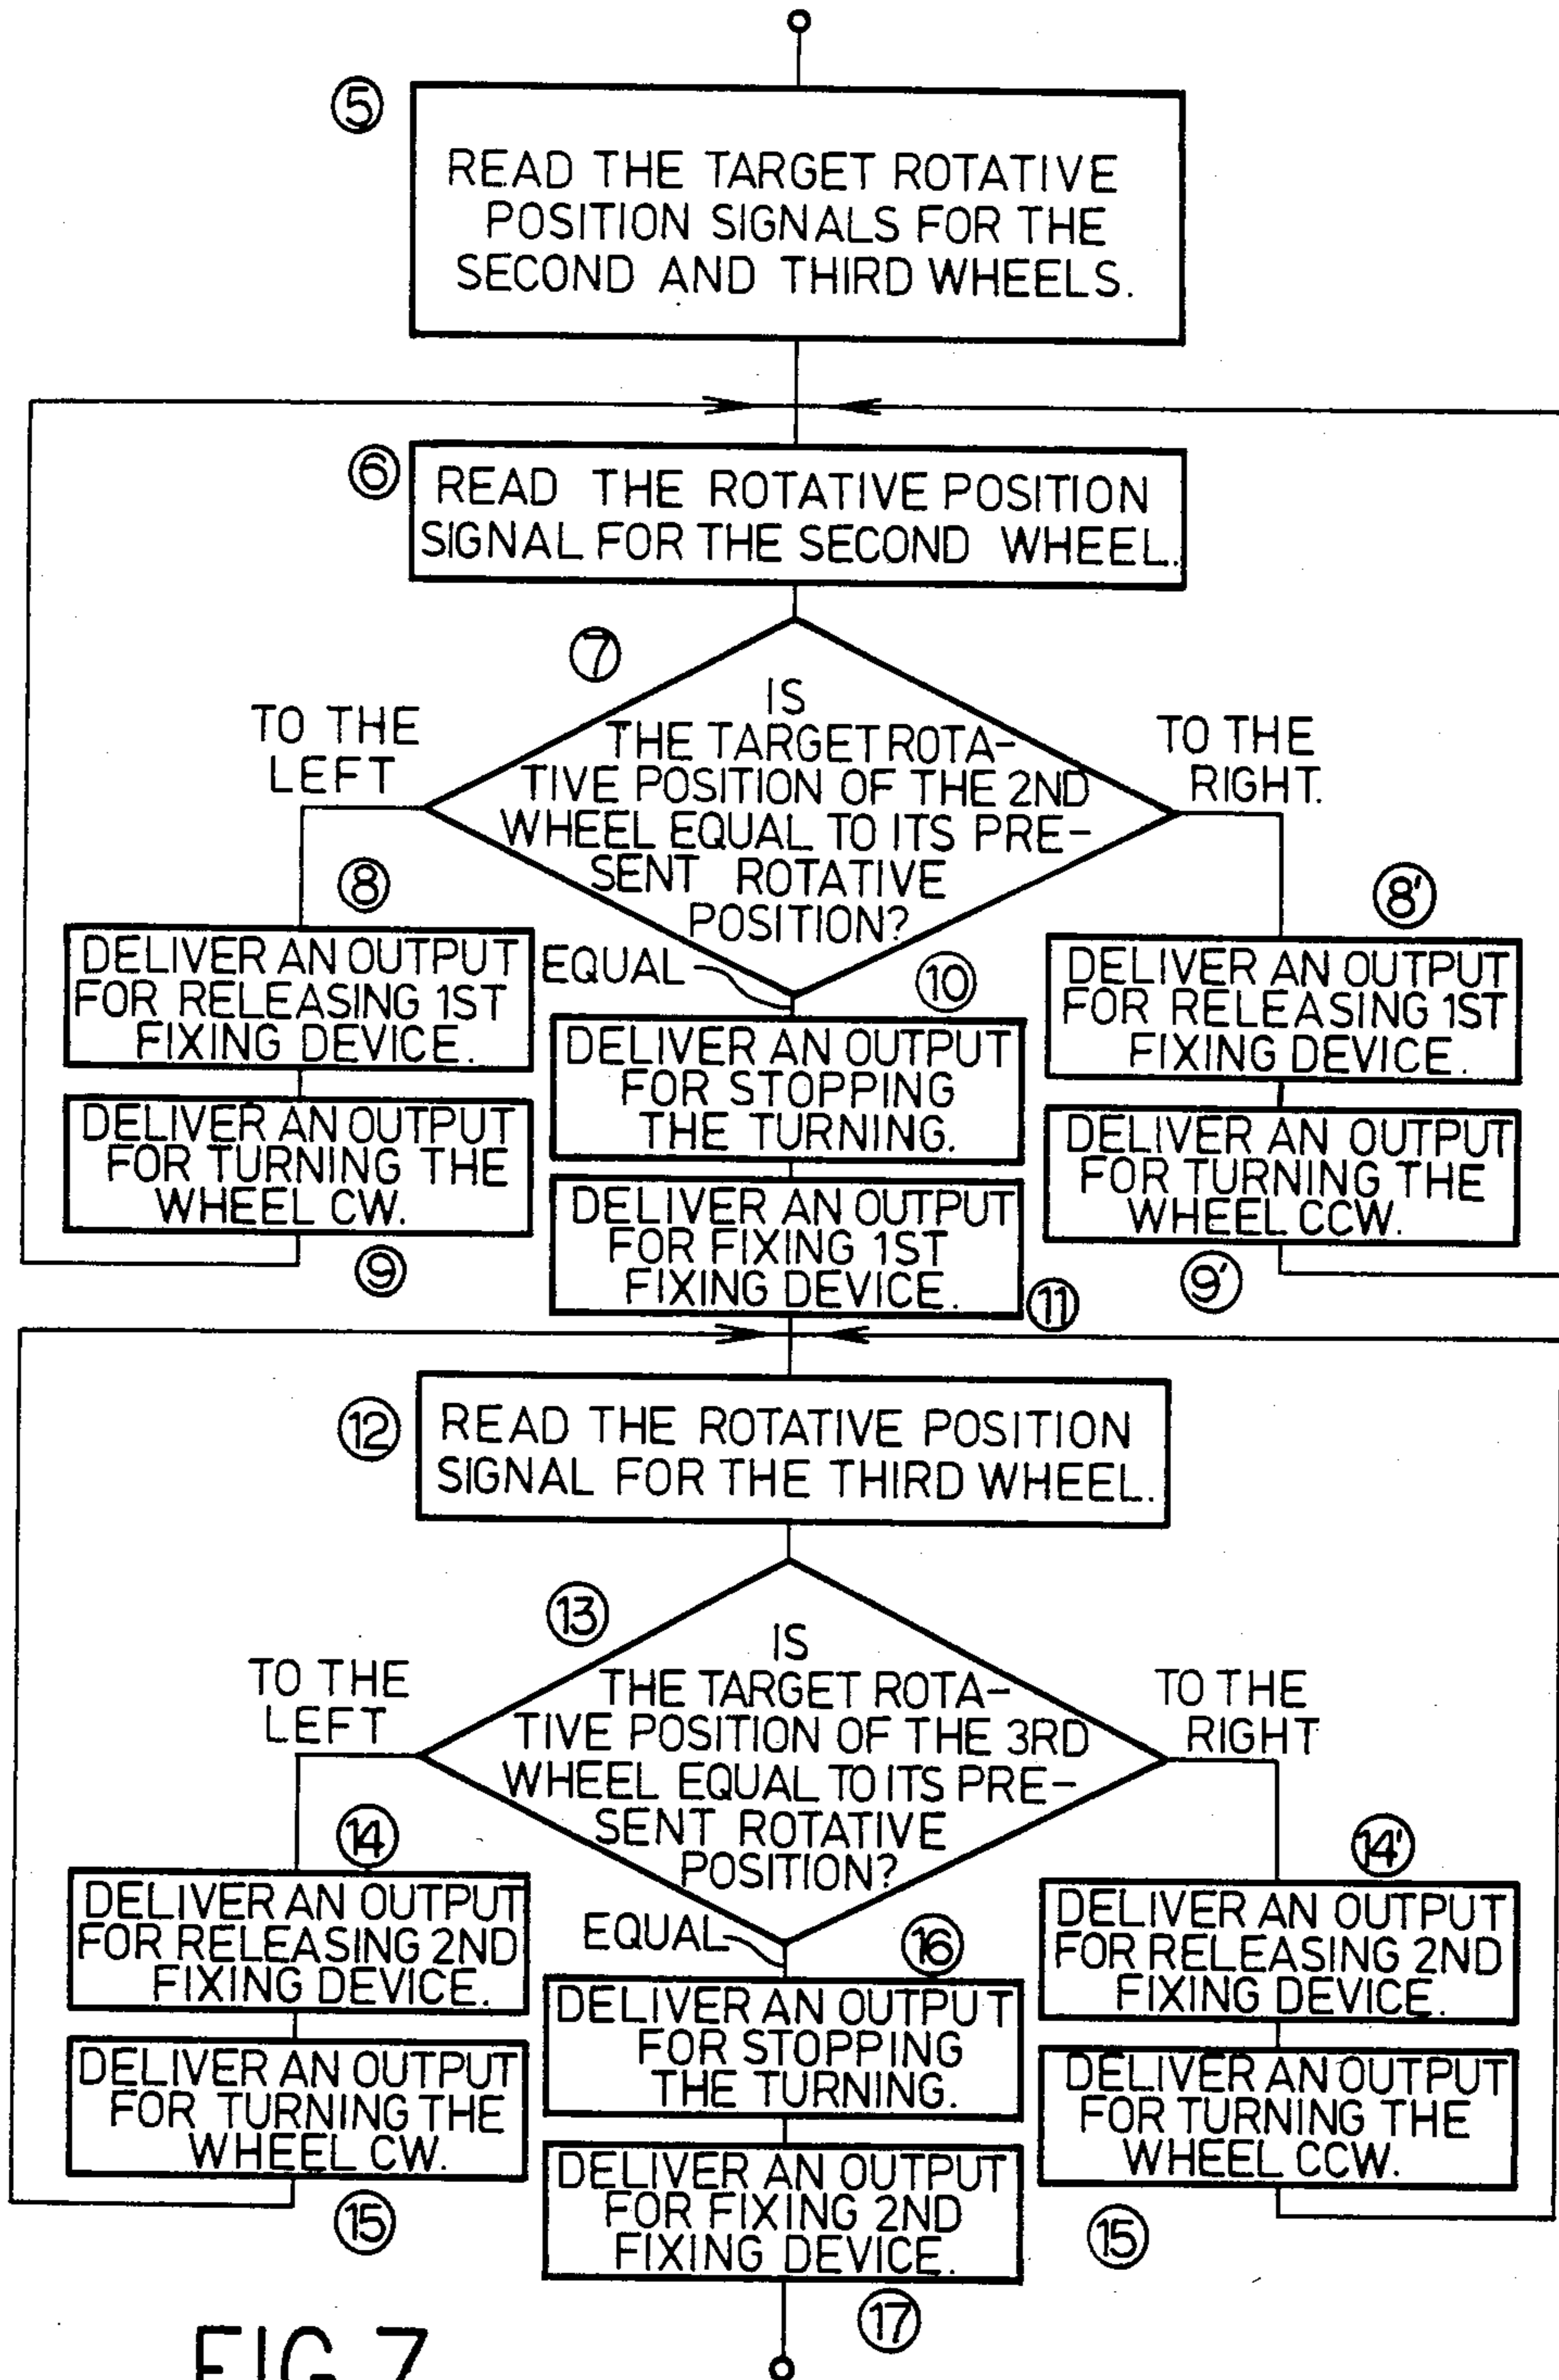 ⑤
READ THE TARGET ROTATIVE
POSITION SIGNALS FOR THE
SECOND AND THIRD WHEELS.
⑥
READ THE ROTATIVE POSITION
SIGNAL FOR THE SECOND WHEEL.
⑦
IS
THE TARGET ROTA-
TIVE POSITION OF THE 2ND
WHEEL EQUAL TO ITS PRE-
SENT ROTATIVE
POSITION?
TO THE
LEFT
TO THE
RIGHT.
EQUAL
⑧
DELIVER AN OUTPUT
FOR RELEASING 1ST
FIXING DEVICE.
DELIVER AN OUTPUT
FOR TURNING THE
WHEEL CW.
⑨
⑩
DELIVER AN OUTPUT
FOR STOPPING
THE TURNING.
DELIVER AN OUTPUT
FOR FIXING 1ST
FIXING DEVICE.
⑪
8'
DELIVER AN OUTPUT
FOR RELEASING 1ST
FIXING DEVICE.
DELIVER AN OUTPUT
FOR TURNING THE
WHEEL CCW.
9'
⑫
READ THE ROTATIVE POSITION
SIGNAL FOR THE THIRD WHEEL.
⑬
IS
THE TARGET ROTA-
TIVE POSITION OF THE 3RD
WHEEL EQUAL TO ITS PRE-
SENT ROTATIVE
POSITION?
TO THE
LEFT
TO THE
RIGHT
EQUAL
⑭
DELIVER AN OUTPUT
FOR RELEASING 2ND
FIXING DEVICE.
DELIVER AN OUTPUT
FOR TURNING THE
WHEEL CW.
⑮
⑯
DELIVER AN OUTPUT
FOR STOPPING
THE TURNING.
DELIVER AN OUTPUT
FOR FIXING 2ND
FIXING DEVICE.
⑰
14'
DELIVER AN OUTPUT
FOR RELEASING 2ND
FIXING DEVICE.
DELIVER AN OUTPUT
FOR TURNING THE
WHEEL CCW.
⑮
FIG. 7